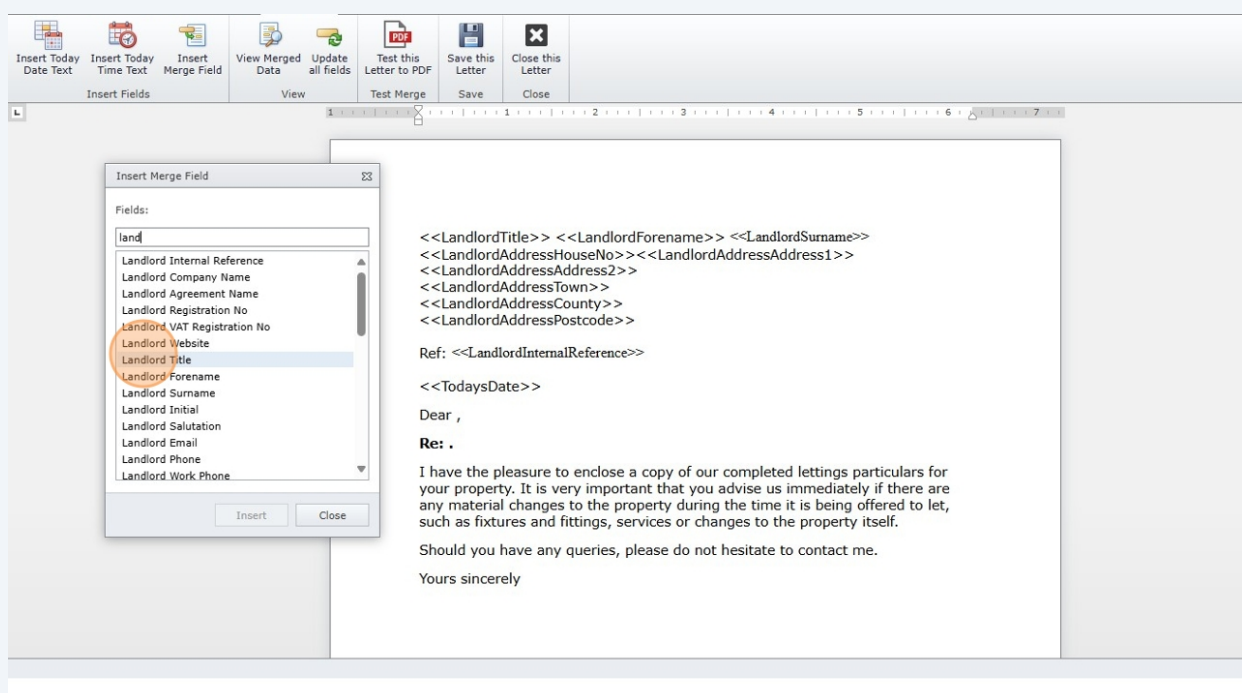 Insert Today Date Text
Insert Today Time Text
Insert Merge Field
View Merged Data
Update all fields
Test this Letter to PDF
Save this Letter
Close this Letter
Insert Fields
View
Test Merge
Save
Close
1 1 2 3 4 5 6 7
Insert Merge Field
Fields:
land
Landlord Internal Reference
Landlord Company Name
Landlord Agreement Name
Landlord Registration No
Landlord VAT Registration No
Landlord Website
Landlord Title
Landlord Forename
Landlord Surname
Landlord Initial
Landlord Salutation
Landlord Email
Landlord Phone
Landlord Work Phone
Insert
Close
<<LandlordTitle>> <<LandlordForename>> <<LandlordSurname>>
<<LandlordAddressHouseNo>><<LandlordAddressAddress1>>
<<LandlordAddressAddress2>>
<<LandlordAddressTown>>
<<LandlordAddressCounty>>
<<LandlordAddressPostcode>>
Ref: <<LandlordInternalReference>>
<<TodaysDate>>
Dear ,
Re: .
I have the pleasure to enclose a copy of our completed lettings particulars for
your property. It is very important that you advise us immediately if there are
any material changes to the property during the time it is being offered to let,
such as fixtures and fittings, services or changes to the property itself.
Should you have any queries, please do not hesitate to contact me.
Yours sincerely